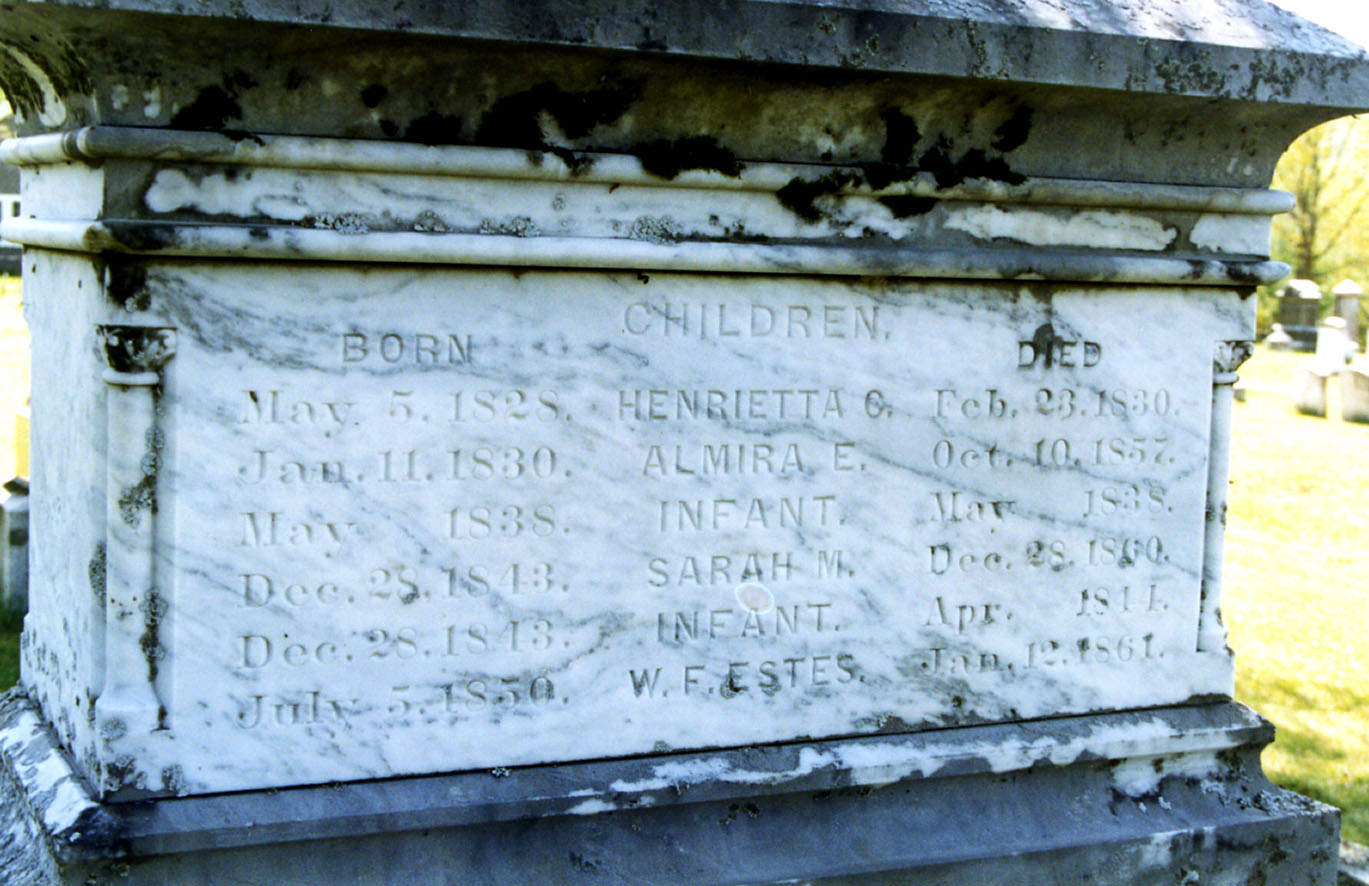 CHILDREN.
BORN DIED
May. 5. 1828. HENRIETTA C. Feb. 23. 1830.
Jan. 11. 1830. ALMIRA E. Oct. 10. 1857.
May 1838. INFANT. May 1838.
Dec. 28. 1843. SARAH M. Dec. 28. 1860.
Dec. 28. 1843. INFANT. Apr. 1844.
July 5. 1850. W. F. ESTES. Jan. 12. 1861.